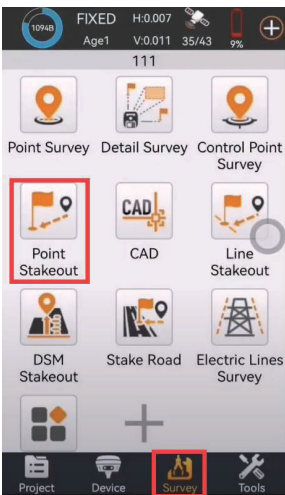 1094B
FIXED H:0.007
Age1 V:0.011 35/43 9%
111
Point Survey Detail Survey Control Point
Survey
Point
Stakeout
CAD
CAD
Line
Stakeout
DSM
Stakeout
Stake Road
Electric Lines
Survey
Project Device Survey Tools